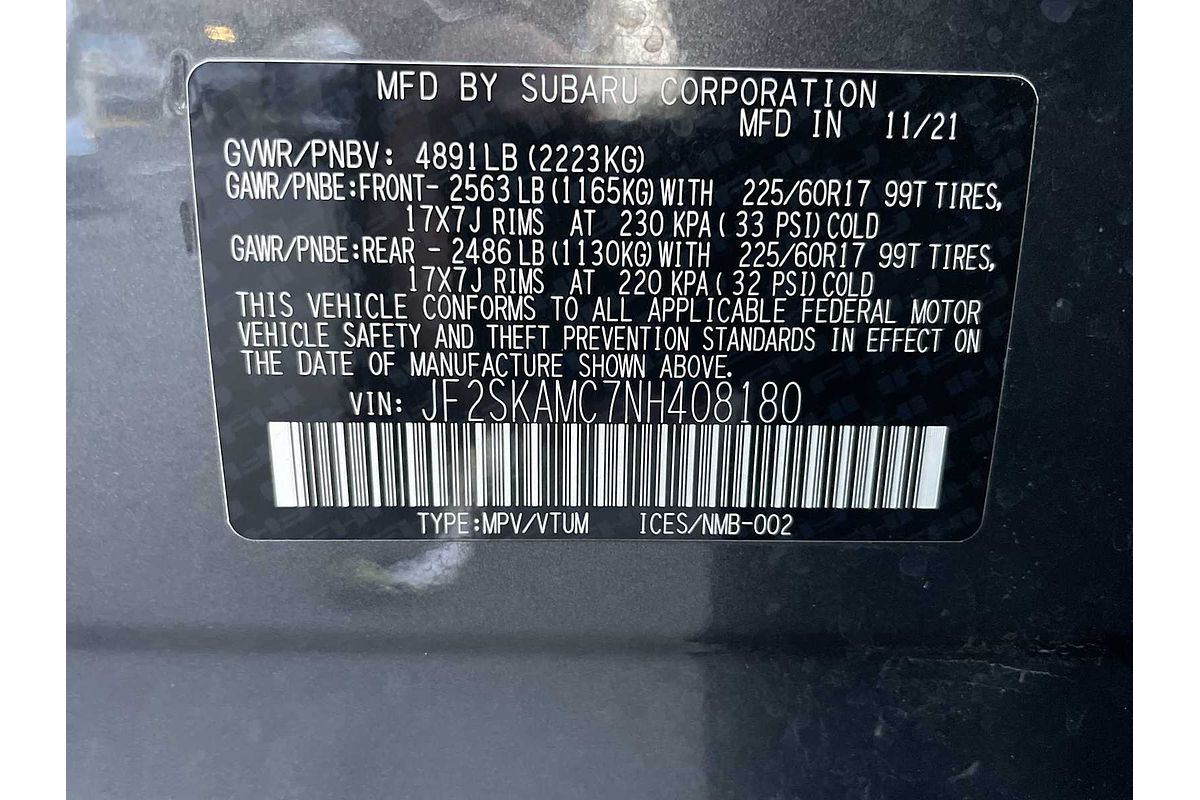 MFD BY SUBARU CORPORATION
MFD IN 11/21
GVWR/PNBV: 4891LB (2223KG)
GAWR/PNBE:FRONT- 2563 LB (1165KG) WITH 225/60R17 99T TIRES,
17X7J RIMS AT 230 KPA ( 33 PSI) COLD
GAWR/PNBE:REAR - 2486 LB (1130KG) WITH 225/60R17 99T TIRES,
17X7J RIMS AT 220 KPA ( 32 PSI) COLD
THIS VEHICLE CONFORMS TO ALL APPLICABLE FEDERAL MOTOR
VEHICLE SAFETY AND THEFT PREVENTION STANDARDS IN EFFECT ON
THE DATE OF MANUFACTURE SHOWN ABOVE.
VIN: JF2SKAMC7NH408180
TYPE:MPV/VTUM ICES/NMB-002